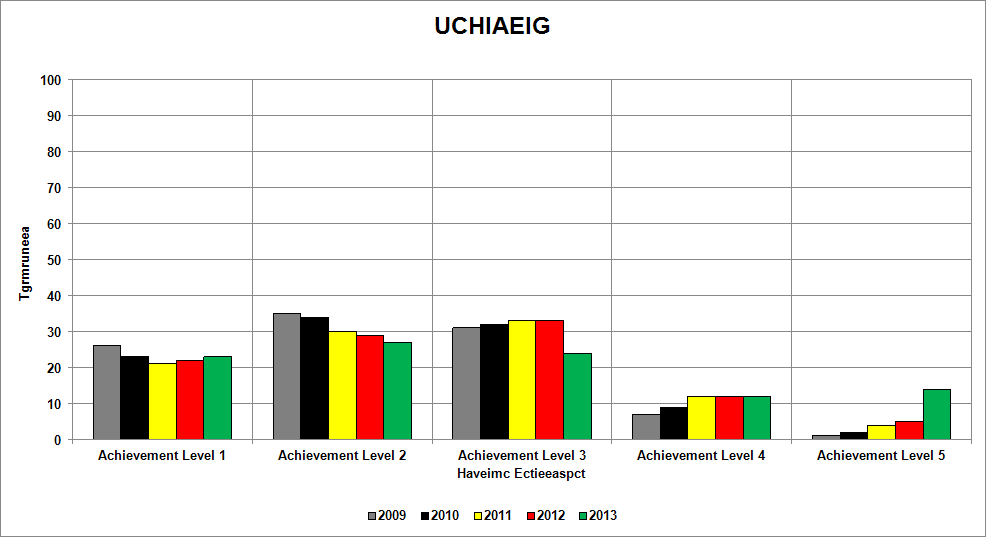 UCHIAEIG
100
90
80
70
60
50
40
30
20
10
0
Tgrmruneea
Achievement Level 1 Achievement Level 2 Achievement Level 3 Achievement Level 4 Achievement Level 5
Haveimc Ectieeaspct
2009 2010 2011 2012 2013